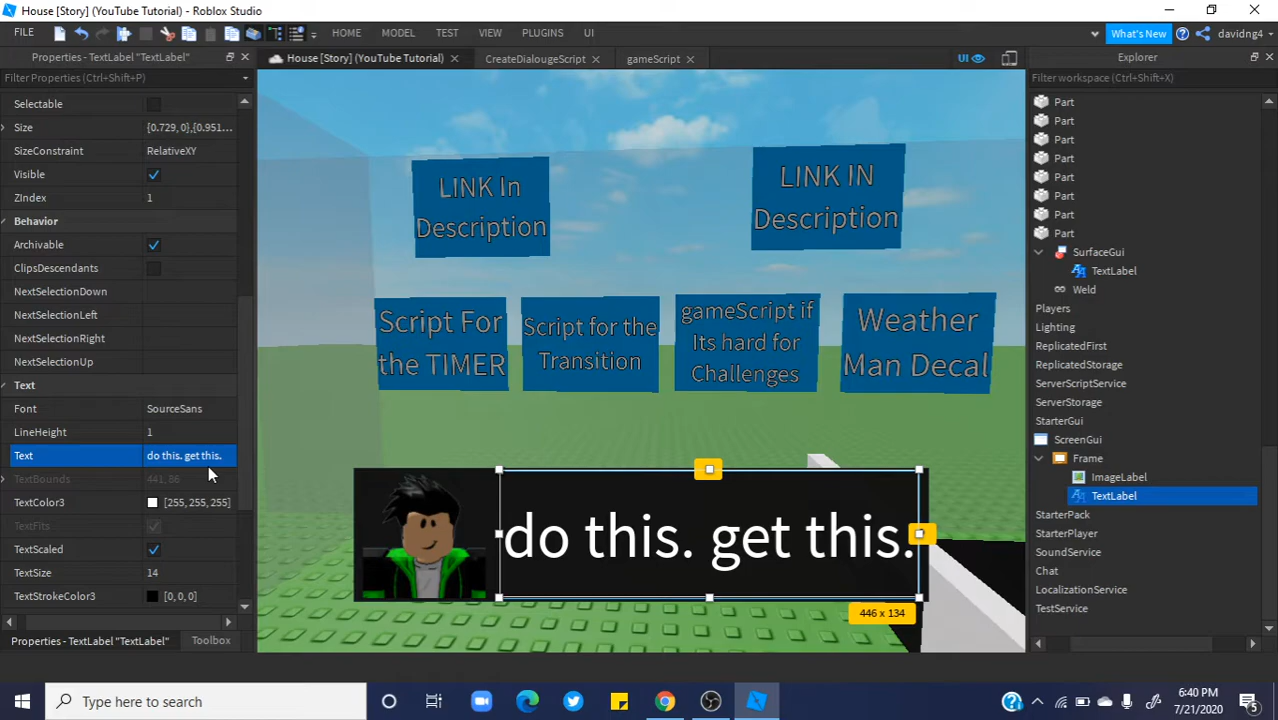 House [Story] (YouTube Tutorial) - Roblox Studio
FILE HOME MODEL TEST VIEW PLUGINS UI What's New davidng4
Properties - TextLabel "TextLabel"
House [Story] (YouTube Tutorial) CreateDialougeScript gameScript
Explorer
Filter Properties (Ctrl+Shift+P)
UI
Filter workspace (Ctrl+Shift+X)
Selectable
Size {0.729, 0},{0.951...
SizeConstraint RelativeXY
Visible
ZIndex 1
Behavior
Archivable
ClipsDescendants
NextSelectionDown
NextSelectionLeft
NextSelectionRight
NextSelectionUp
Text
Font SourceSans
LineHeight 1
Text do this. get this.
TextBounds 441,86
TextColor3 [255,255,255]
TextFits
TextScaled
TextSize 14
TextStrokeColor3 [0,0,0]
Properties - TextLabel "TextLabel" Toolbox
LINK In
Description
LINK IN
Description
Script For
the TIMER
Script for the
Transition
gameScript if
Its hard for
Challenges
Weather
Man Decal
do this. get this.
446 x 134
Part
Part
Part
Part
Part
Part
Part
Part
SurfaceGui
TextLabel
Weld
Players
Lighting
ReplicatedFirst
ReplicatedStorage
ServerScriptService
ServerStorage
StarterGui
ScreenGui
Frame
ImageLabel
TextLabel
StarterPack
StarterPlayer
SoundService
Chat
LocalizationService
TestService
Type here to search
6:40 PM
7/21/2020
5